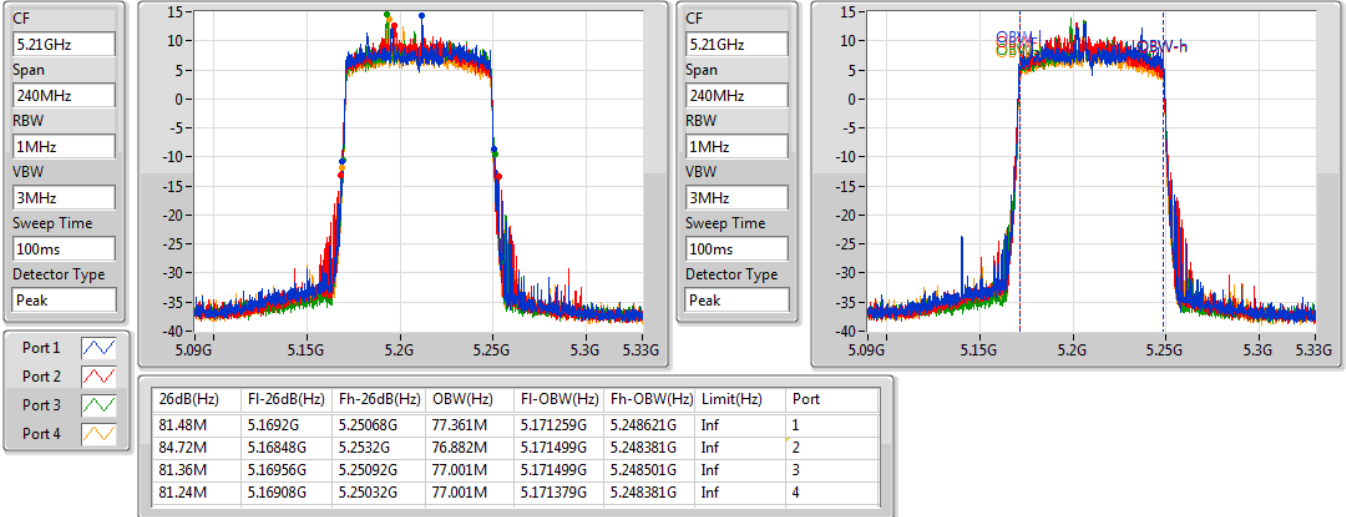 CF
5.21GHz
Span
240MHz
RBW
1MHz
VBW
3MHz
Sweep Time
100ms
Detector Type
Peak
15
10
5
0
-5
-10
-15
-20
-25
-30
-35
-40
5.09G 5.15G 5.2G 5.25G 5.3G 5.33G
CF
5.21GHz
Span
240MHz
RBW
1MHz
VBW
3MHz
Sweep Time
100ms
Detector Type
Peak
15
10
5
0
-5
-10
-15
-20
-25
-30
-35
-40
OBW-h
5.09G 5.15G 5.2G 5.25G 5.3G 5.33G
Port 1
Port 2
Port 3
Port 4
26dB(Hz) Fl-26dB(Hz) Fh-26dB(Hz) OBW(Hz) Fl-OBW(Hz) Fh-OBW(Hz) Limit(Hz) Port
81.48M 5.1692G 5.25068G 77.361M 5.171259G 5.248621G Inf 1
84.72M 5.16848G 5.2532G 76.882M 5.171499G 5.248381G Inf 2
81.36M 5.16956G 5.25092G 77.001M 5.171499G 5.248501G Inf 3
81.24M 5.16908G 5.25032G 77.001M 5.171379G 5.248381G Inf 4